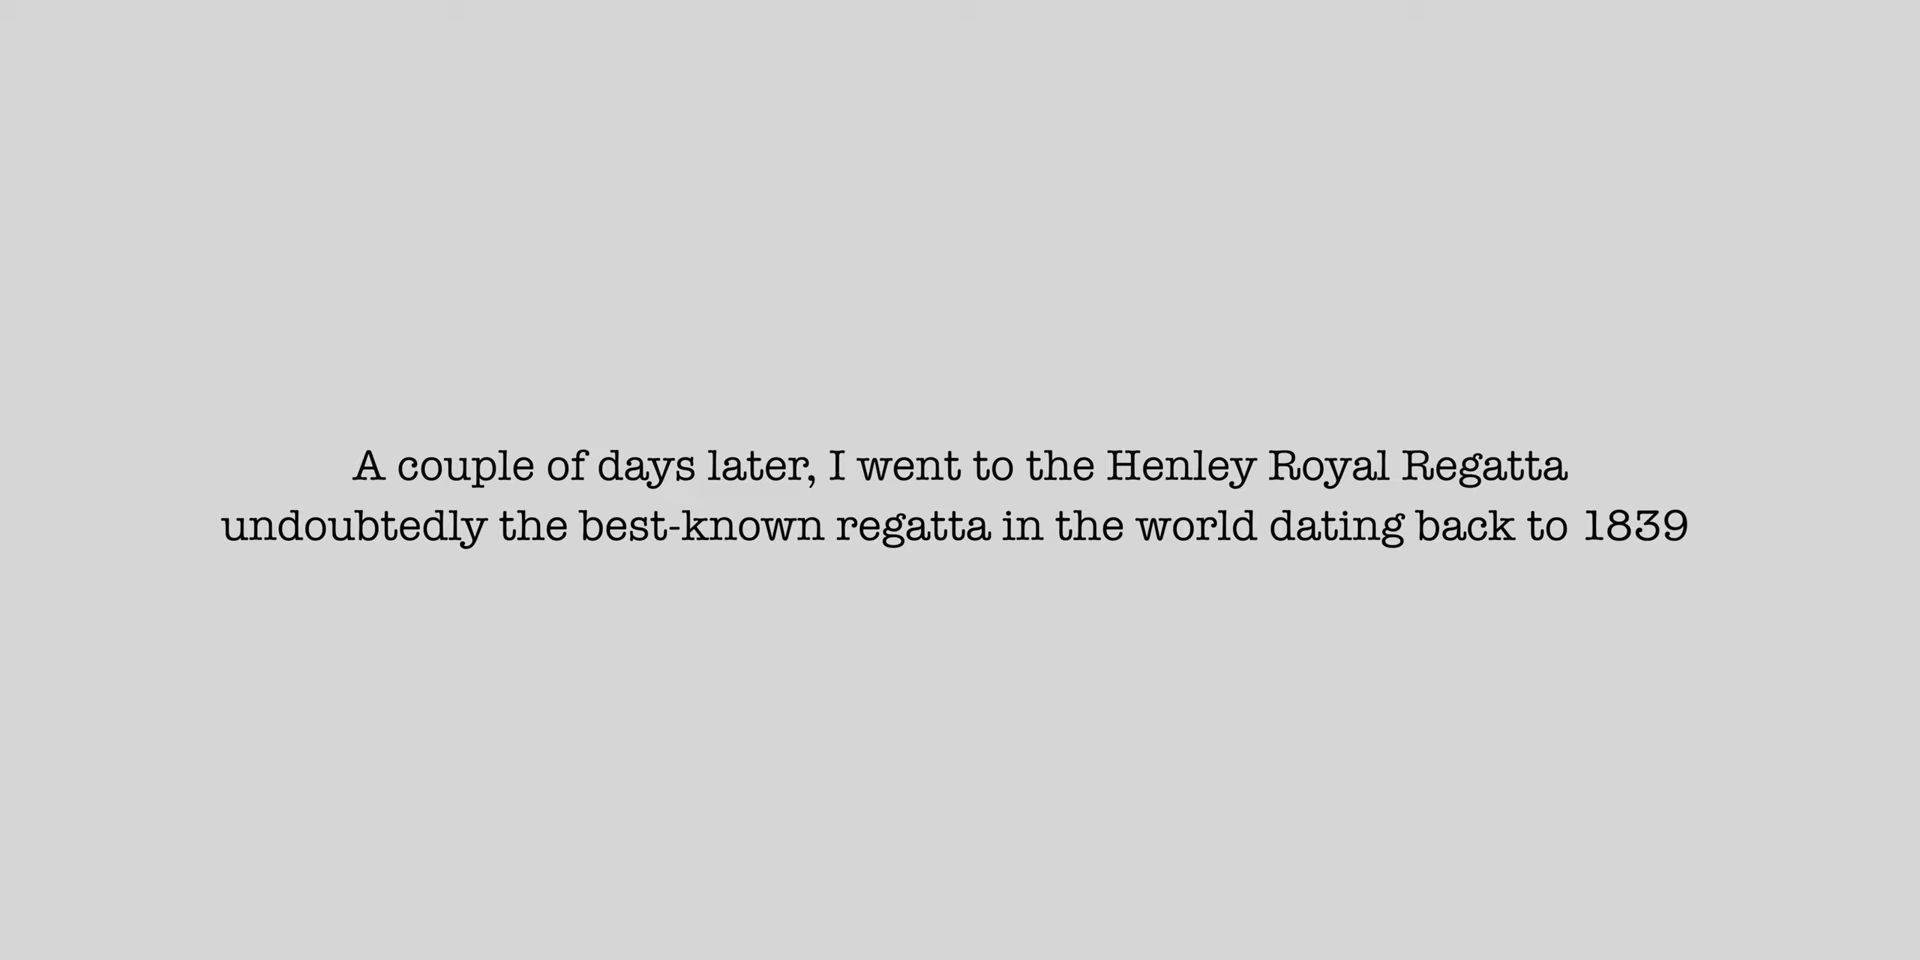 A couple of days later, I went to the Henley Royal Regatta
undoubtedly the best-known regatta in the world dating back to 1839